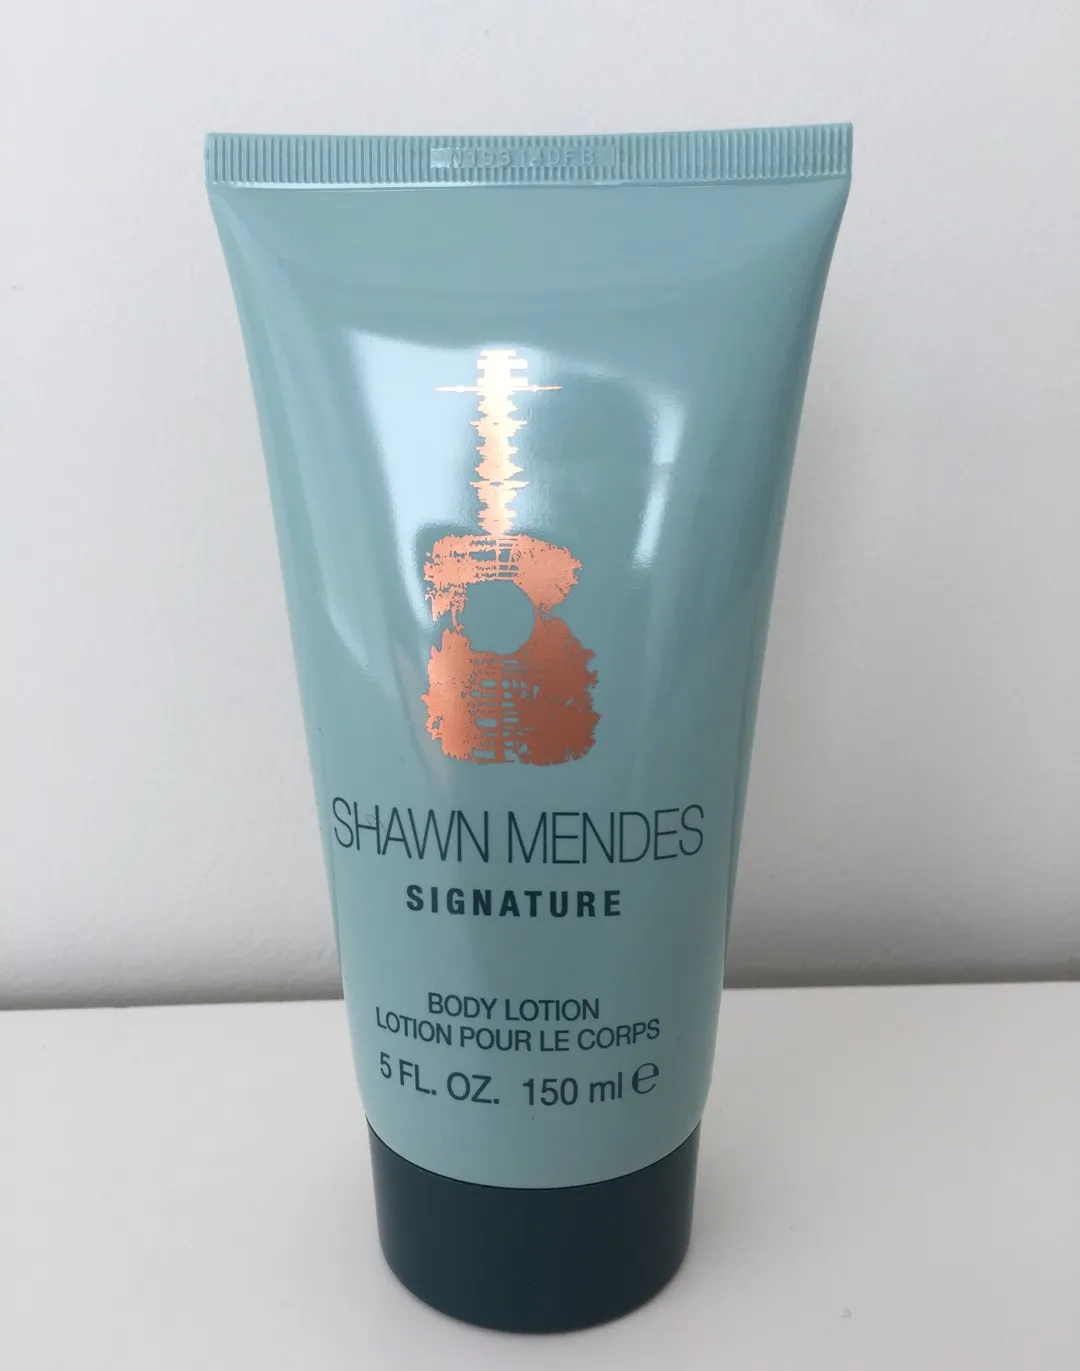 SHAWN MENDES
SIGNATURE
BODY LOTION
LOTION POUR LE CORPS
5 FL. OZ. 150 ml ℮